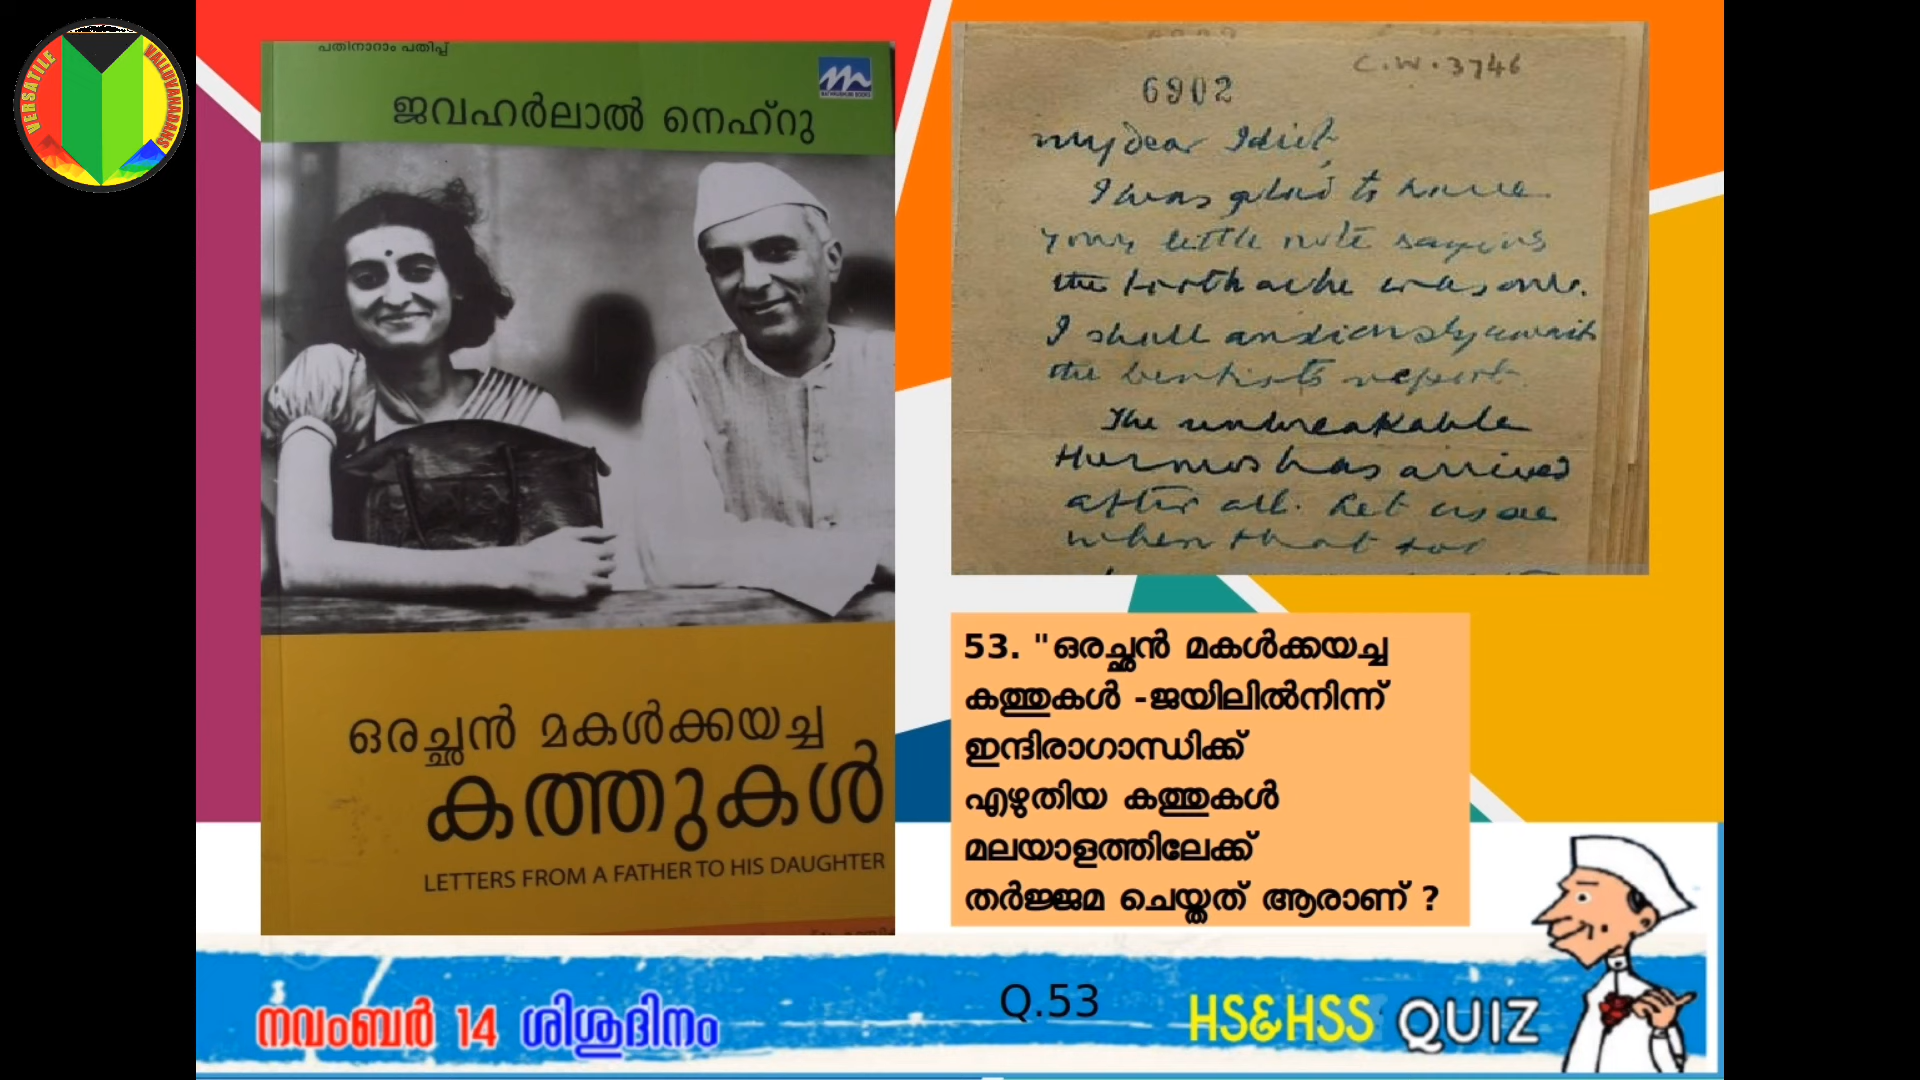 VERSATILE VALLUVANADANS
പതിനാറാം പതിപ്പ്
ജവഹർലാൽ നെഹ്റു
MATHRUBHUMI BOOKS
ഒരച്ഛൻ മകൾക്കയച്ച
കത്തുകൾ
LETTERS FROM A FATHER TO HIS DAUGHTER
C.W.3746
6902
My dear Idiot,
I was glad to have
your little note saying
the toothache was over.
I shall anxiously await
the dentist's report.
The unbreakable
thermos has arrived
after all. Let us see
when that too
53. "ഒരച്ഛൻ മകൾക്കയച്ച
കത്തുകൾ -ജയിലിൽനിന്ന്
ഇന്ദിരാഗാന്ധിക്ക്
എഴുതിയ കത്തുകൾ
മലയാളത്തിലേക്ക്
തർജ്ജമ ചെയ്തത് ആരാണ് ?
നവംബർ 14 ശിശുദിനം
Q.53
HS&HSS QUIZ